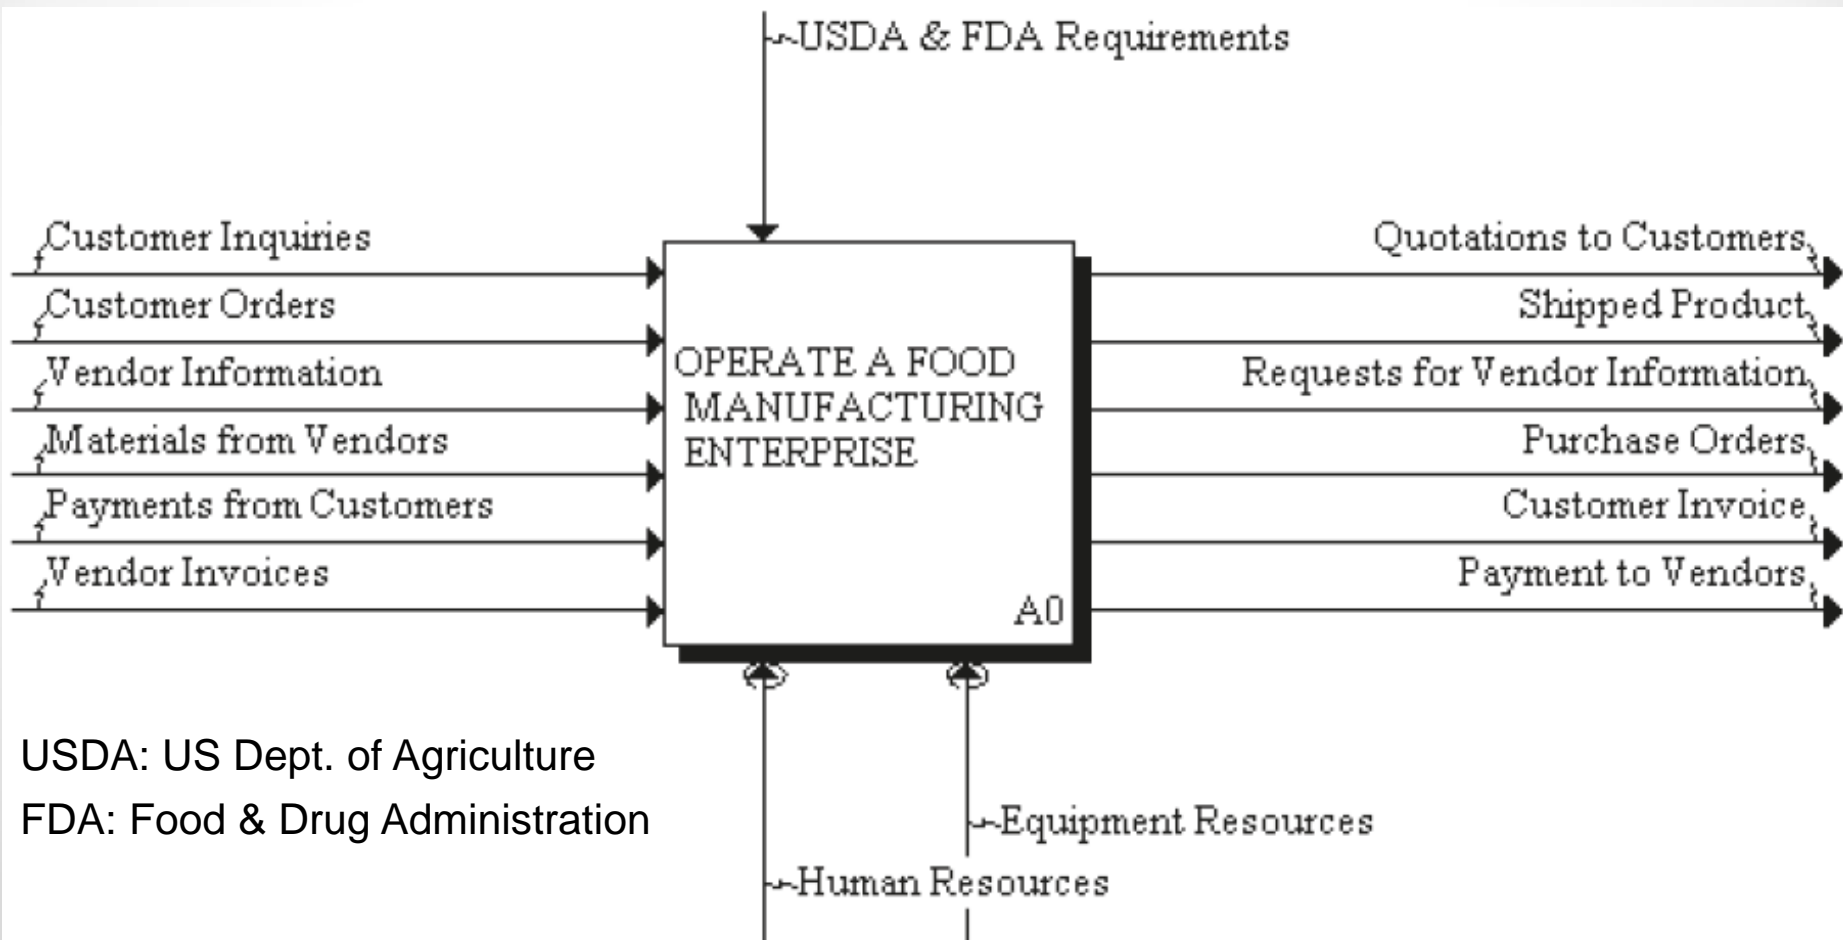 USDA & FDA Requirements
Customer Inquiries
Customer Orders
Vendor Information
Materials from Vendors
Payments from Customers
Vendor Invoices
OPERATE A FOOD
MANUFACTURING
ENTERPRISE
A0
Quotations to Customers
Shipped Product
Requests for Vendor Information
Purchase Orders
Customer Invoice
Payment to Vendors
USDA: US Dept. of Agriculture
FDA: Food & Drug Administration
Equipment Resources
Human Resources